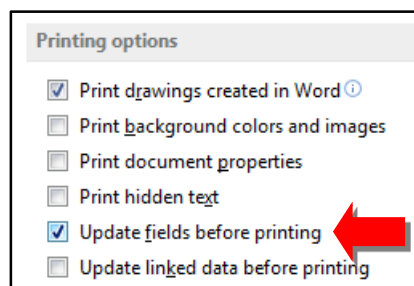 Printing options
Print drawings created in Word
Print background colors and images
Print document properties
Print hidden text
Update fields before printing
Update linked data before printing